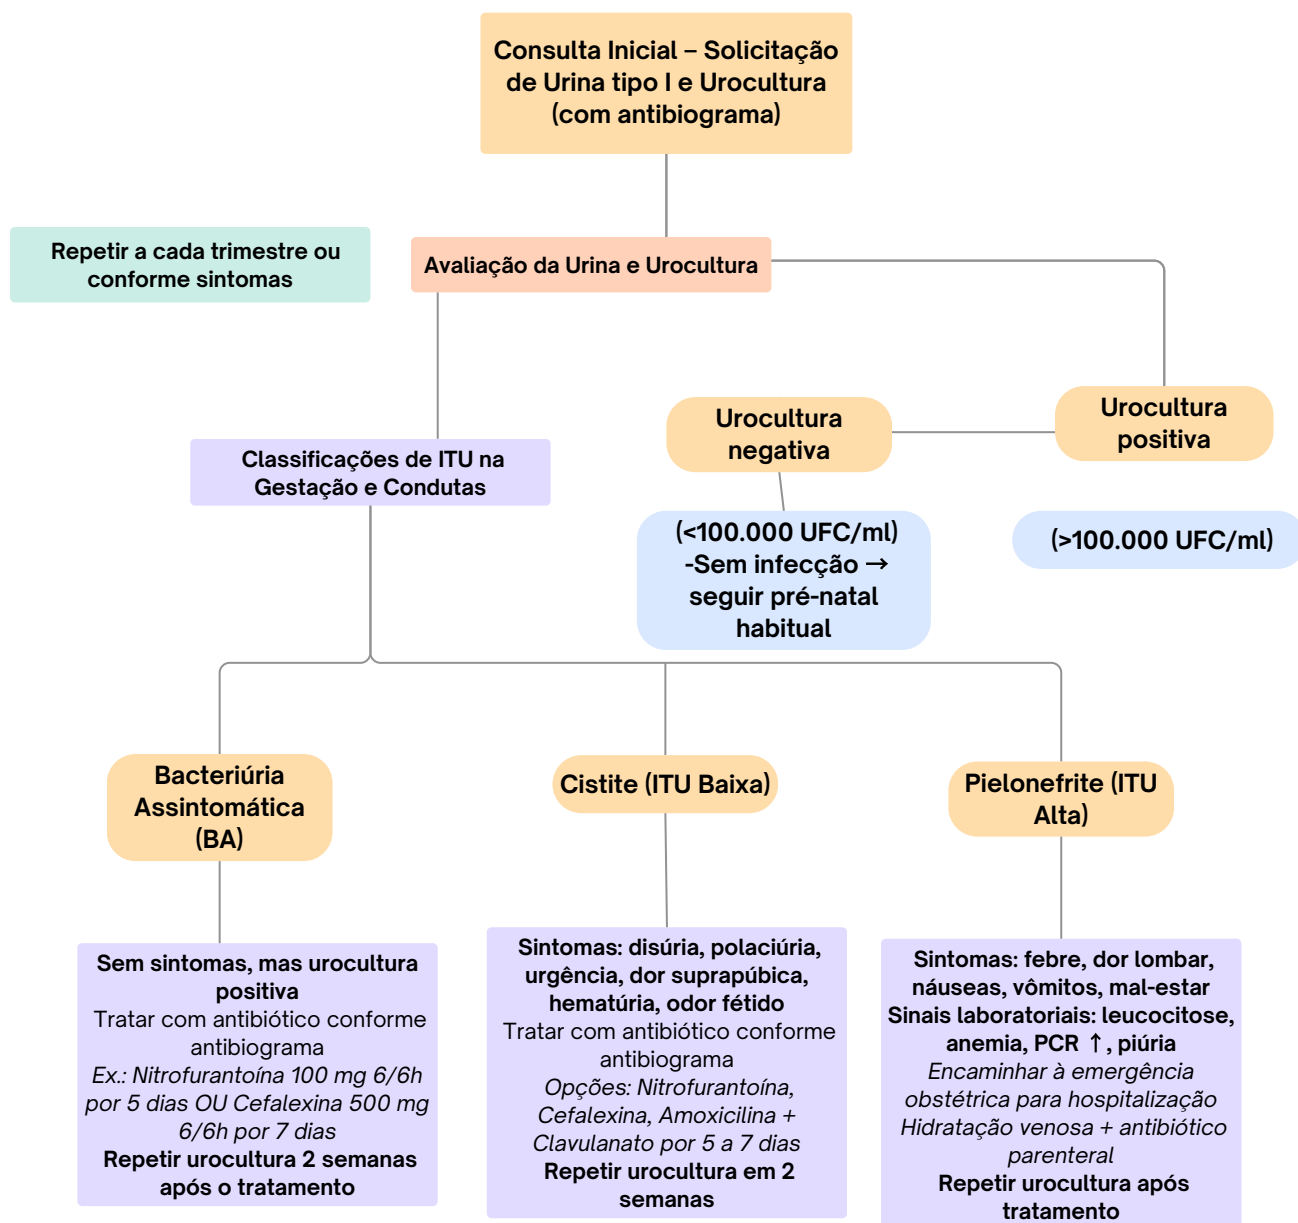 Consulta Inicial – Solicitação
de Urina tipo I e Urocultura
(com antibiograma)
Repetir a cada trimestre ou
conforme sintomas
Avaliação da Urina e Urocultura
Urocultura
negativa
Urocultura
positiva
Classificações de ITU na
Gestação e Condutas
(<100.000 UFC/ml)
-Sem infecção →
seguir pré-natal
habitual
(>100.000 UFC/ml)
Bacteriúria
Assintomática
(BA)
Cistite (ITU Baixa)
Pielonefrite (ITU
Alta)
Sem sintomas, mas urocultura
positiva
Tratar com antibiótico conforme
antibiograma
Ex.: Nitrofurantoína 100 mg 6/6h
por 5 dias OU Cefalexina 500 mg
6/6h por 7 dias
Repetir urocultura 2 semanas
após o tratamento
Sintomas: disúria, polaciúria,
urgência, dor suprapúbica,
hematúria, odor fétido
Tratar com antibiótico conforme
antibiograma
Opções: Nitrofurantoína,
Cefalexina, Amoxicilina +
Clavulanato por 5 a 7 dias
Repetir urocultura em 2
semanas
Sintomas: febre, dor lombar,
náuseas, vômitos, mal-estar
Sinais laboratoriais: leucocitose,
anemia, PCR ↑, piúria
Encaminhar à emergência
obstétrica para hospitalização
Hidratação venosa + antibiótico
parenteral
Repetir urocultura após
tratamento